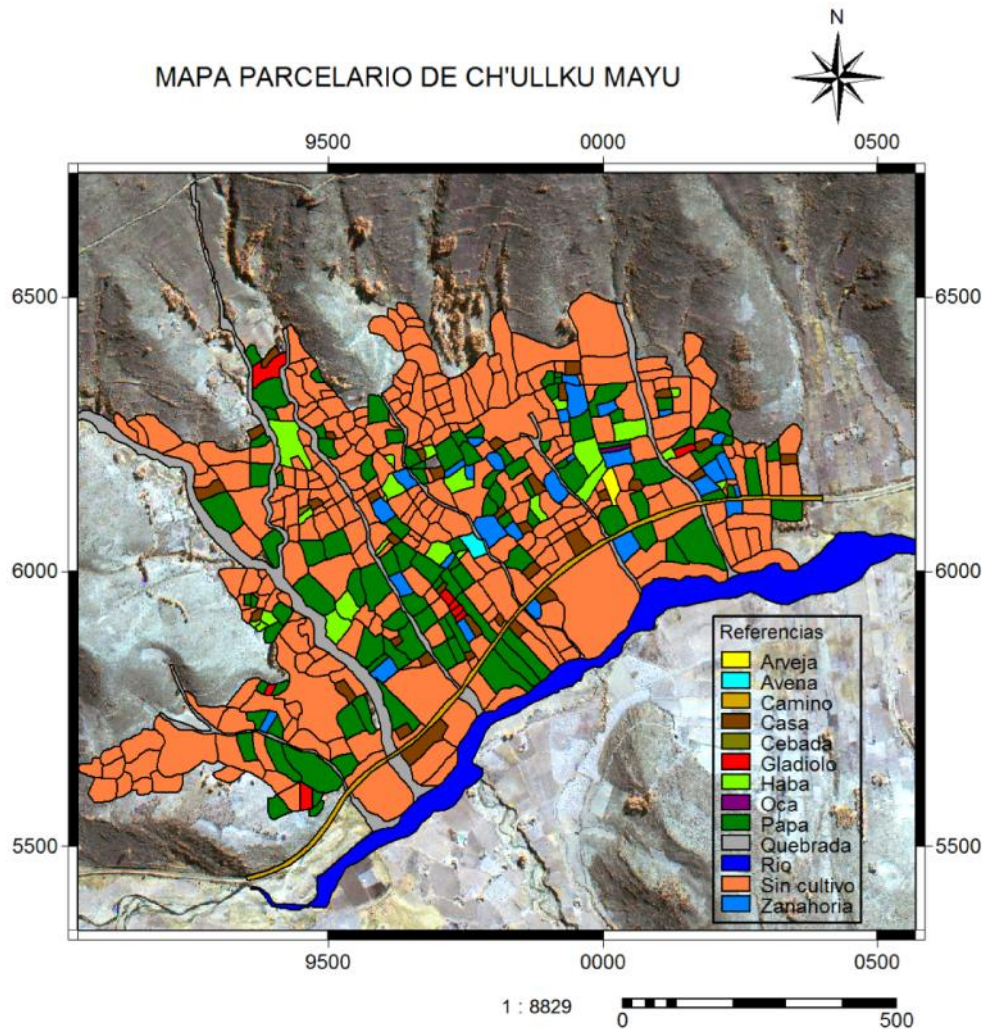 N
MAPA PARCELARIO DE CH'ULLKU MAYU
9500 0000 0500
6500 6500
6000 6000
Referencias
Arveja
Avena
Camino
Casa
Cebada
Gladiolo
Haba
Oca
Papa
Quebrada
Rio
Sin cultivo
Zanahoria
5500 5500
9500 0000 0500
1 : 8829
0 500